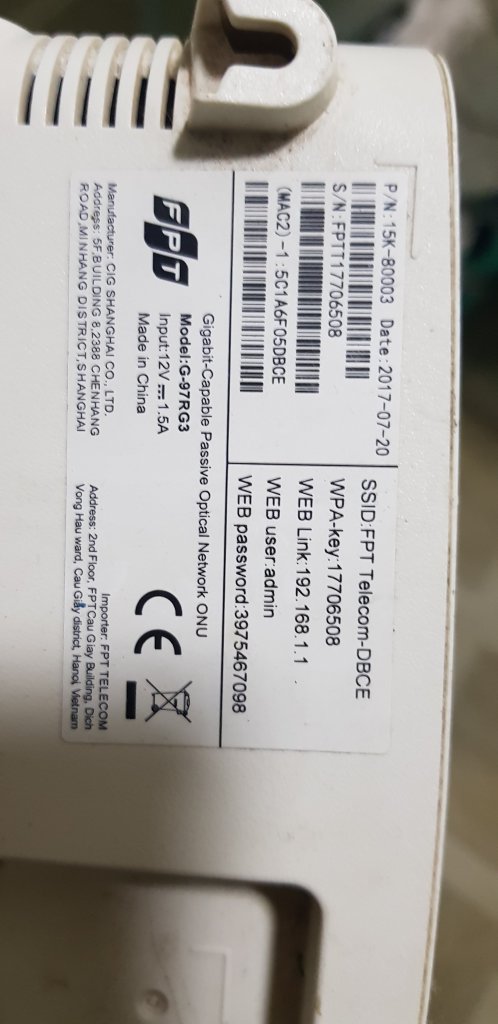 P/N:15K-80003 Date:2017-07-20
S/N:FPTT17706508
(MAC2)-1:5C1A6F05DBCE
SSID:FPT Telecom-DBCE
WPA-key:17706508
WEB Link:192.168.1.1
WEB user:admin
WEB password:3975467098
FPT
Gigabit-Capable Passive Optical Network ONU
Model:G-97RG3
Input:12V⎓1.5A
Made in China
CE
Manufacturer: CIG SHANGHAI CO., LTD.
Address: 5F,BUILDING 8,2388 CHENHANG
ROAD,MINHANG DISTRICT,SHANGHAI
Importer: FPT TELECOM
Address: 2nd Floor, FPT Cau Giay Building, Dich
Vong Hau ward, Cau Giay district, Hanoi, Vietnam